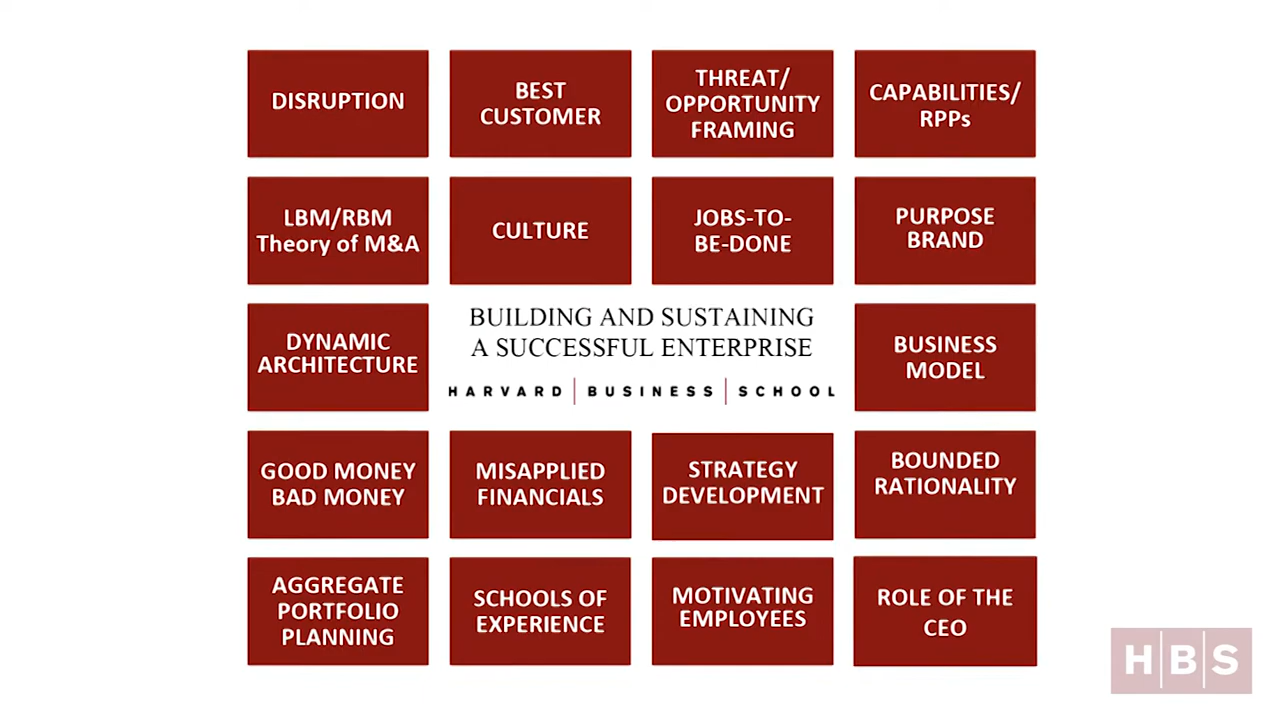 DISRUPTION
BEST
CUSTOMER
THREAT/
OPPORTUNITY
FRAMING
CAPABILITIES/
RPPs
LBM/RBM
Theory of M&A
CULTURE
JOBS-TO-
BE-DONE
PURPOSE
BRAND
DYNAMIC
ARCHITECTURE
BUILDING AND SUSTAINING
A SUCCESSFUL ENTERPRISE
HARVARD | BUSINESS | SCHOOL
BUSINESS
MODEL
GOOD MONEY
BAD MONEY
MISAPPLIED
FINANCIALS
STRATEGY
DEVELOPMENT
BOUNDED
RATIONALITY
AGGREGATE
PORTFOLIO
PLANNING
SCHOOLS OF
EXPERIENCE
MOTIVATING
EMPLOYEES
ROLE OF THE
CEO
H|B|S